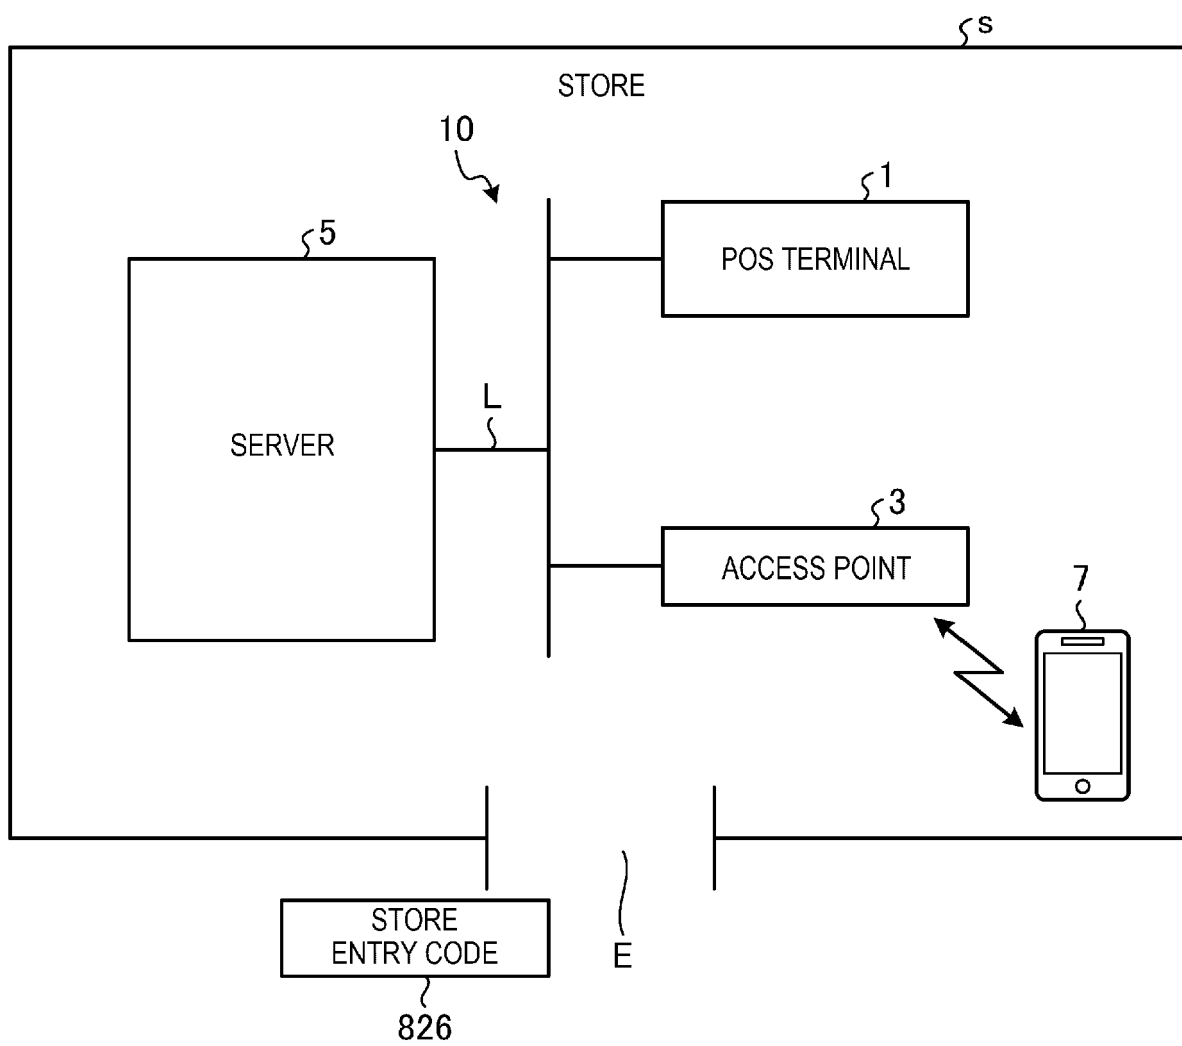 s
STORE
10
1
POS TERMINAL
5
SERVER
L
3
ACCESS POINT
7
STORE
ENTRY CODE
E
826